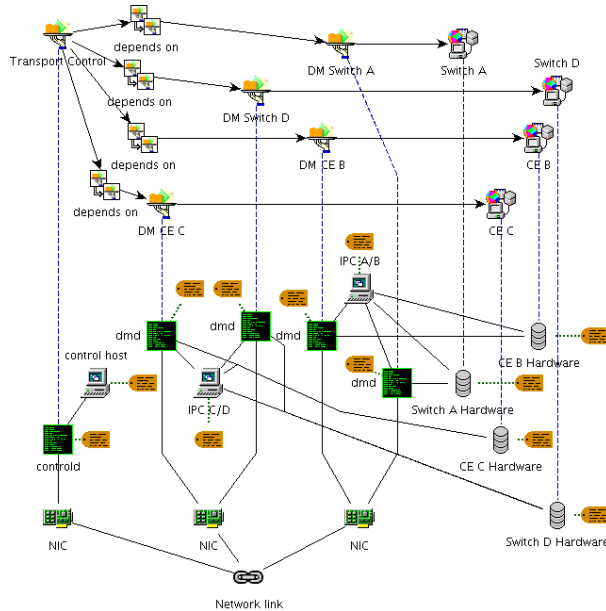 depends on
Transport Control
DM Switch A
Switch A
Switch D
depends on
DM Switch D
depends on
DM CE B
CE B
depends on
DM CE C
CE C
IPC A/B
dmd
dmd
dmd
control host
CE B Hardware
dmd
IPC C/D
Switch A Hardware
controld
CE C Hardware
NIC
NIC
NIC
Switch D Hardware
Network link